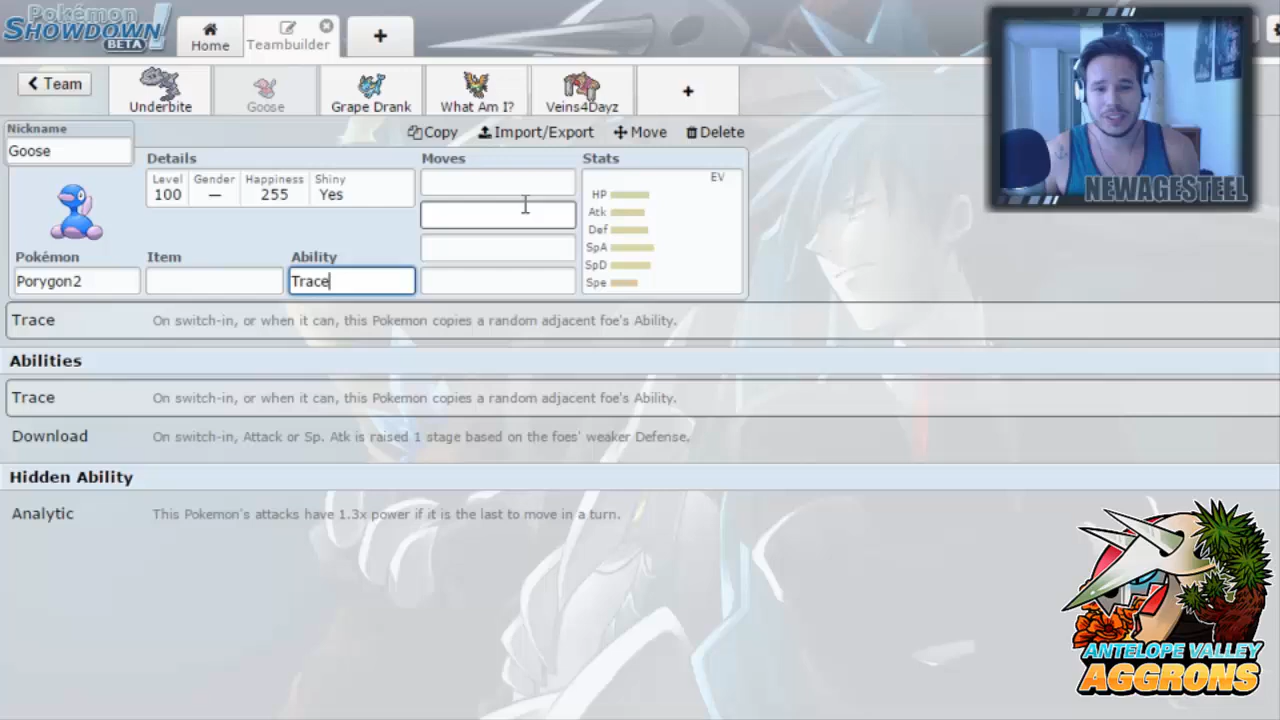 Pokémon
SHOWDOWN!
BETA
Home
Teambuilder
+
< Team
Underbite
Goose
Grape Drank
What Am I?
Veins4Dayz
+
Copy
Import/Export
Move
Delete
Nickname
Goose
Details
Level
100
Gender
—
Happiness
255
Shiny
Yes
Moves
Stats
EV
HP
Atk
Def
SpA
SpD
Spe
Pokémon
Porygon2
Item
Ability
Trace
Trace On switch-in, or when it can, this Pokemon copies a random adjacent foe's Ability.
Abilities
Trace On switch-in, or when it can, this Pokemon copies a random adjacent foe's Ability.
Download On switch-in, Attack or Sp. Atk is raised 1 stage based on the foes' weaker Defense.
Hidden Ability
Analytic This Pokemon's attacks have 1.3x power if it is the last to move in a turn.
NEWAGESTEEL
ANTELOPE VALLEY
AGGRONS